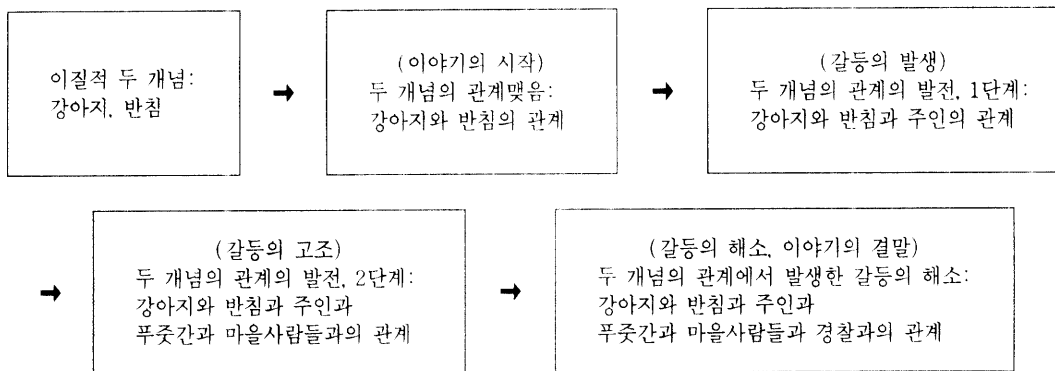 이질적 두 개념:
강아지, 반침
(이야기의 시작)
두 개념의 관계맺음:
강아지와 반침의 관계
(갈등의 발생)
두 개념의 관계의 발전, 1단계:
강아지와 반침과 주인의 관계
(갈등의 고조)
두 개념의 관계의 발전, 2단계:
강아지와 반침과 주인과
푸줏간과 마을사람들과의 관계
(갈등의 해소, 이야기의 결말)
두 개념의 관계에서 발생한 갈등의 해소:
강아지와 반침과 주인과
푸줏간과 마을사람들과 경찰과의 관계